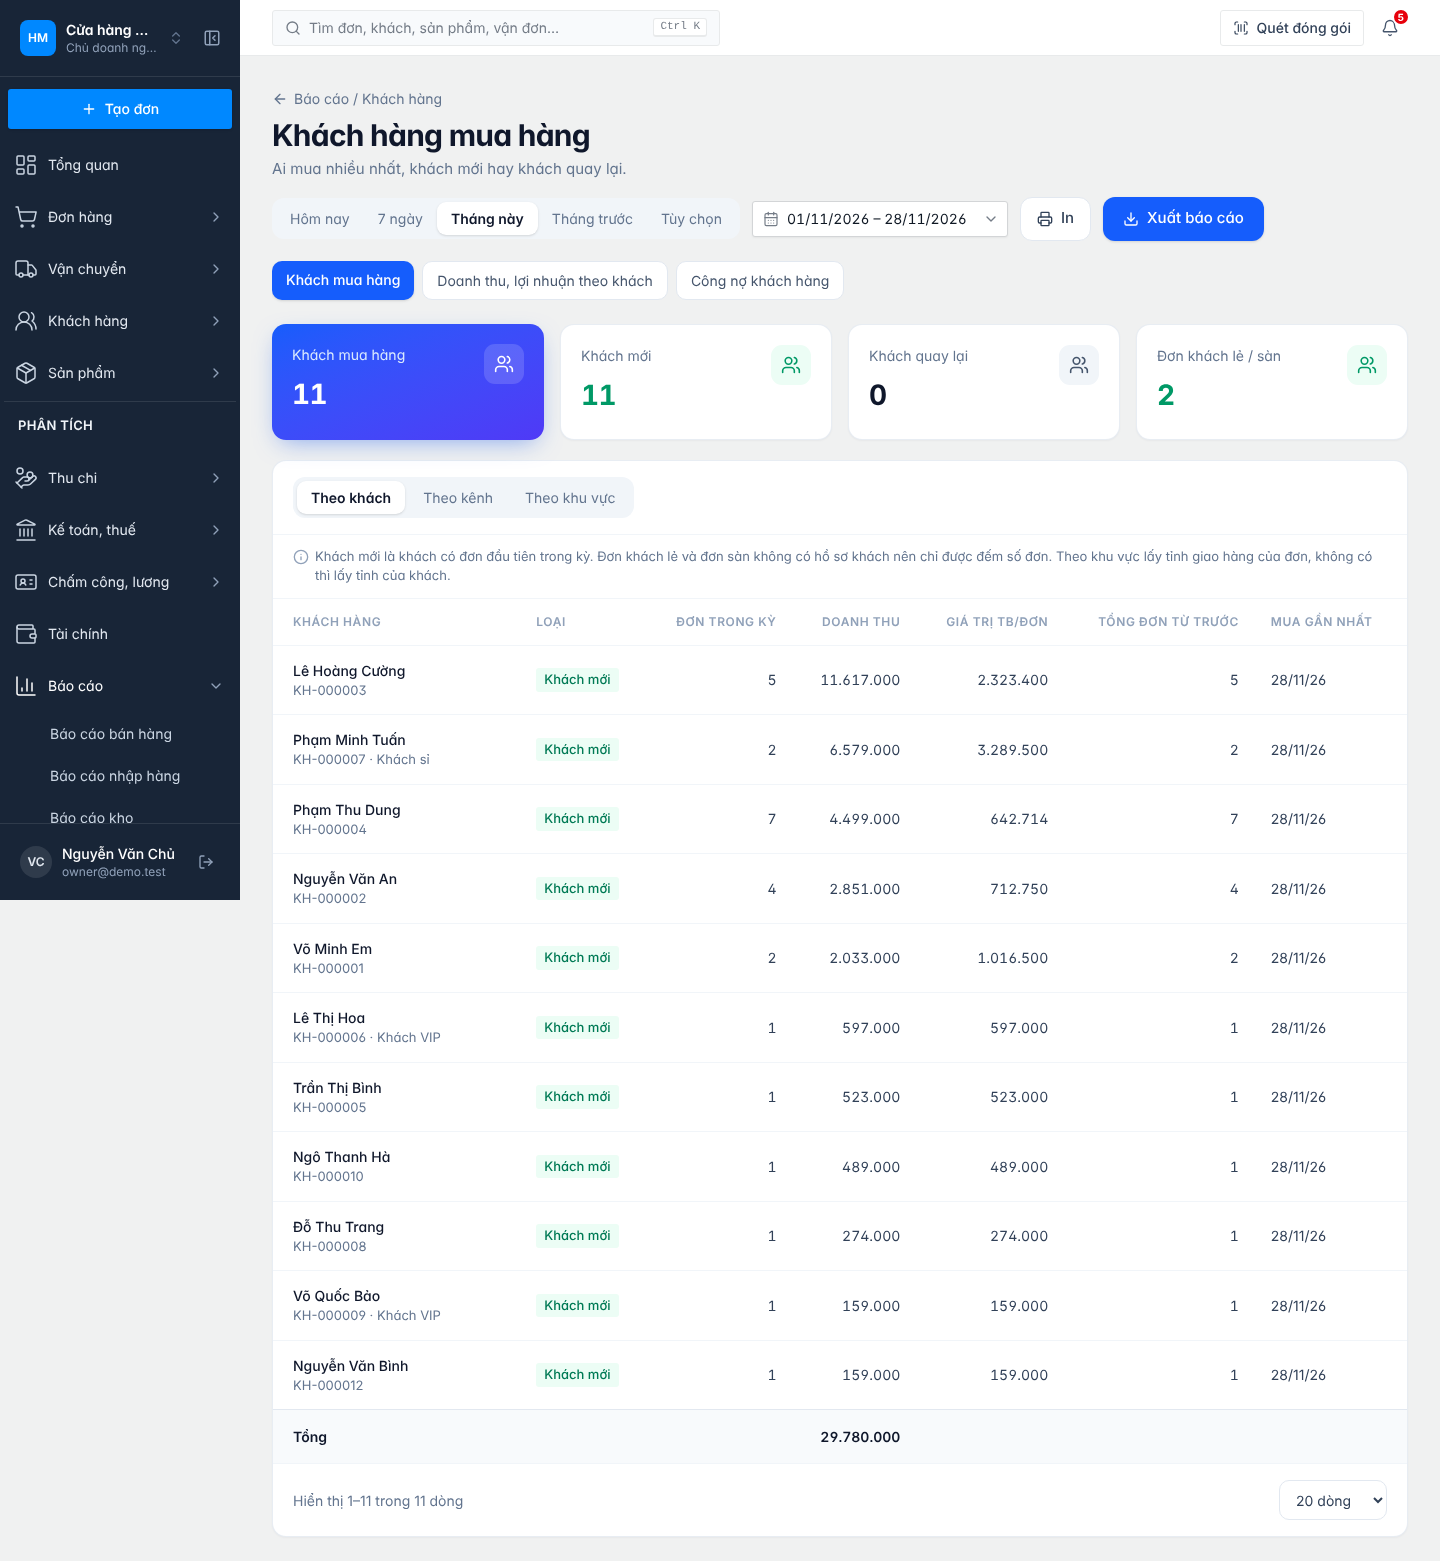 HM
Cửa hàng ...
Chủ doanh ng...
Tạo đơn
Tổng quan
Đơn hàng
Vận chuyển
Khách hàng
Sản phẩm
PHÂN TÍCH
Thu chi
Kế toán, thuế
Chấm công, lương
Tài chính
Báo cáo
Báo cáo bán hàng
Báo cáo nhập hàng
Báo cáo kho
VC
Nguyễn Văn Chủ
owner@demo.test
Tìm đơn, khách, sản phẩm, vận đơn...
Ctrl K
Quét đóng gói
5
Báo cáo / Khách hàng
Khách hàng mua hàng
Ai mua nhiều nhất, khách mới hay khách quay lại.
Hôm nay 7 ngày Tháng này Tháng trước Tùy chọn
01/11/2026 – 28/11/2026
In
Xuất báo cáo
Khách mua hàng
Doanh thu, lợi nhuận theo khách
Công nợ khách hàng
Khách mua hàng
11
Khách mới
11
Khách quay lại
0
Đơn khách lẻ / sàn
2
Theo khách Theo kênh Theo khu vực
Khách mới là khách có đơn đầu tiên trong kỳ. Đơn khách lẻ và đơn sàn không có hồ sơ khách nên chỉ được đếm số đơn. Theo khu vực lấy tỉnh giao hàng của đơn, không có
thì lấy tỉnh của khách.
KHÁCH HÀNG LOẠI ĐƠN TRONG KỲ DOANH THU GIÁ TRỊ TB/ĐƠN TỔNG ĐƠN TỪ TRƯỚC MUA GẦN NHẤT
Lê Hoàng Cường
KH-000003
Khách mới 5 11.617.000 2.323.400 5 28/11/26
Phạm Minh Tuấn
KH-000007 · Khách sỉ
Khách mới 2 6.579.000 3.289.500 2 28/11/26
Phạm Thu Dung
KH-000004
Khách mới 7 4.499.000 642.714 7 28/11/26
Nguyễn Văn An
KH-000002
Khách mới 4 2.851.000 712.750 4 28/11/26
Võ Minh Em
KH-000001
Khách mới 2 2.033.000 1.016.500 2 28/11/26
Lê Thị Hoa
KH-000006 · Khách VIP
Khách mới 1 597.000 597.000 1 28/11/26
Trần Thị Bình
KH-000005
Khách mới 1 523.000 523.000 1 28/11/26
Ngô Thanh Hà
KH-000010
Khách mới 1 489.000 489.000 1 28/11/26
Đỗ Thu Trang
KH-000008
Khách mới 1 274.000 274.000 1 28/11/26
Võ Quốc Bảo
KH-000009 · Khách VIP
Khách mới 1 159.000 159.000 1 28/11/26
Nguyễn Văn Bình
KH-000012
Khách mới 1 159.000 159.000 1 28/11/26
Tổng 29.780.000
Hiển thị 1–11 trong 11 dòng
20 dòng